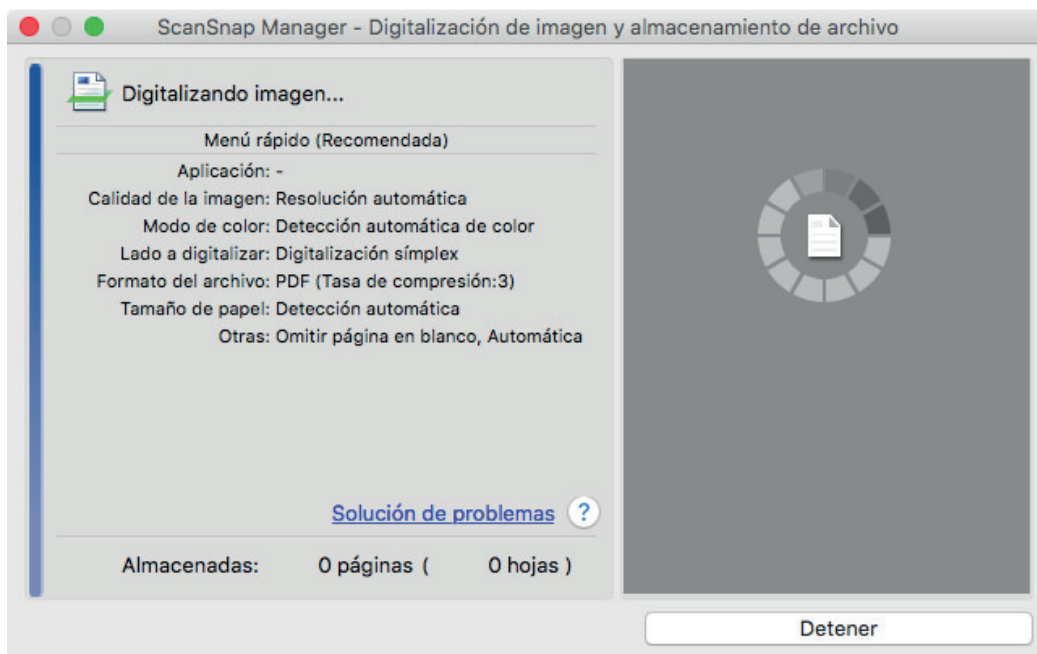 ScanSnap Manager - Digitalización de imagen y almacenamiento de archivo
Digitalizando imagen...
Menú rápido (Recomendada)
Aplicación: -
Calidad de la imagen: Resolución automática
Modo de color: Detección automática de color
Lado a digitalizar: Digitalización símplex
Formato del archivo: PDF (Tasa de compresión:3)
Tamaño de papel: Detección automática
Otras: Omitir página en blanco, Automática
Solución de problemas ?
Almacenadas: 0 páginas ( 0 hojas )
Detener